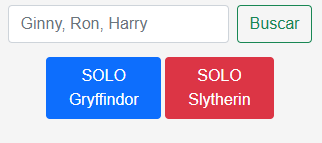 Ginny, Ron, Harry Buscar
SOLO SOLO
Gryffindor Slytherin